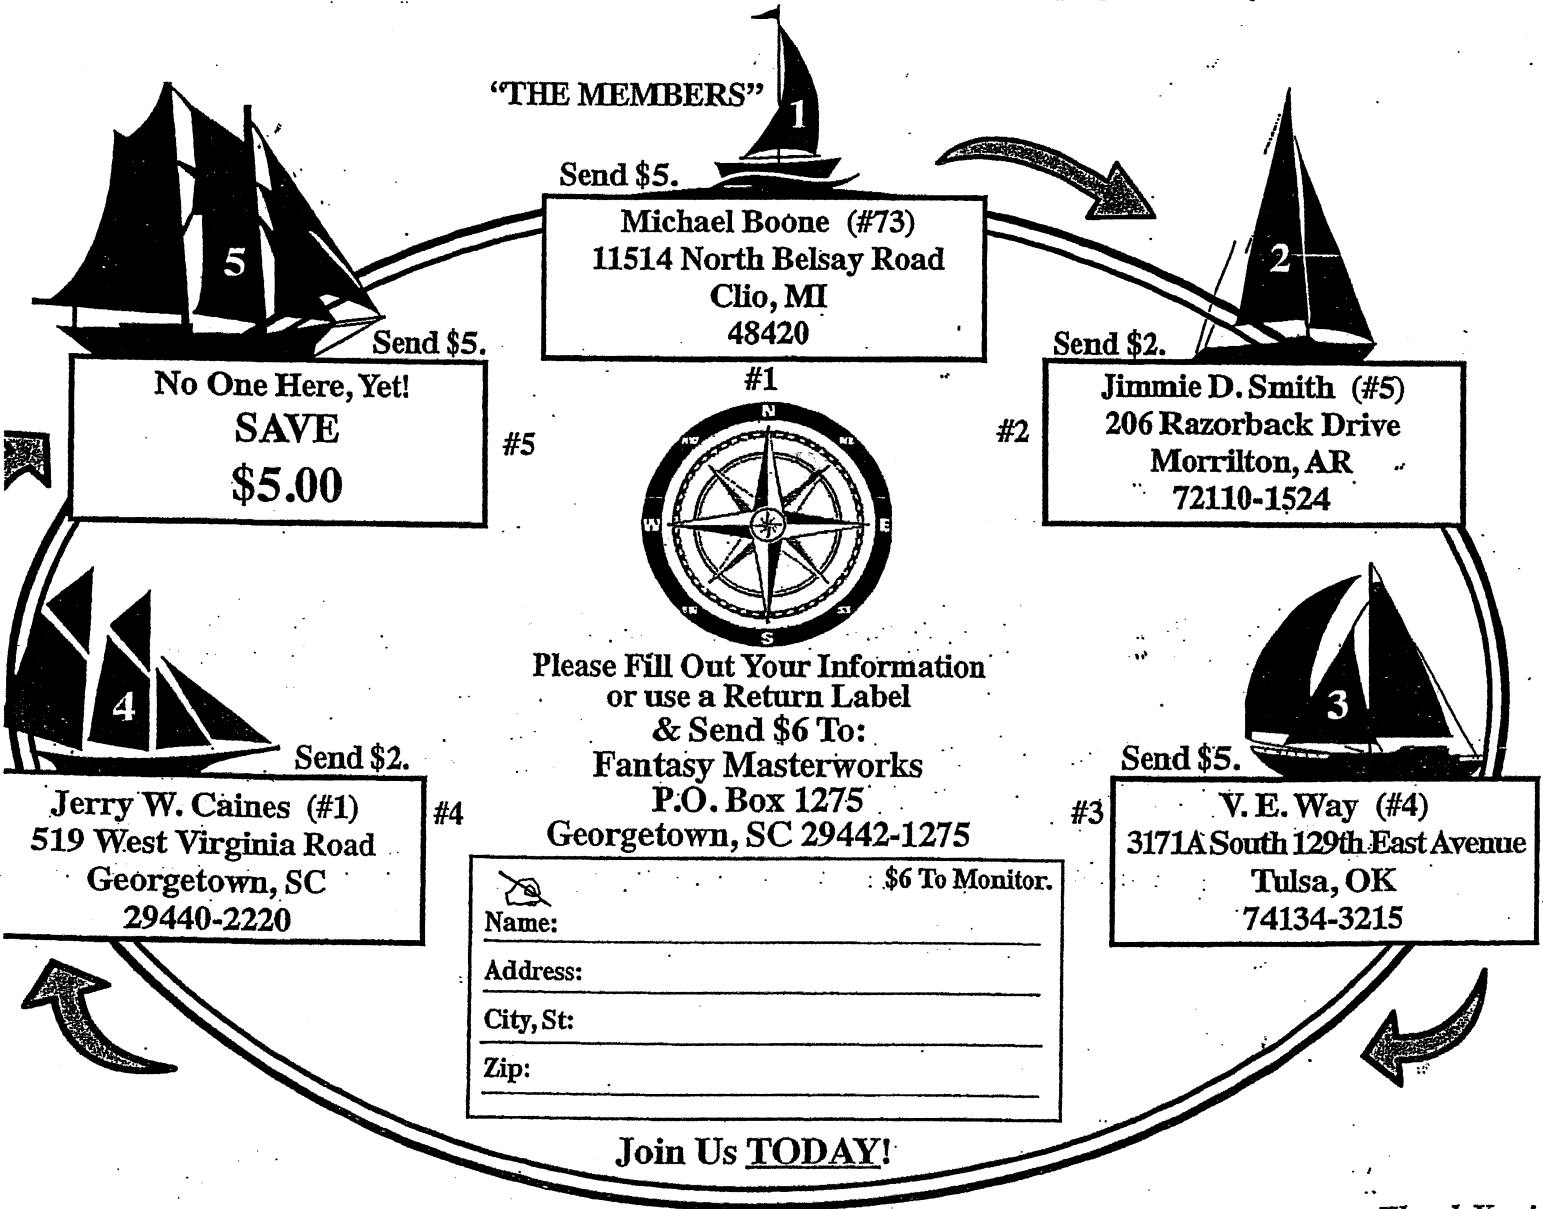 “THE MEMBERS”
1
Send $5.
Michael Boone (#73)
11514 North Belsay Road
Clio, MI
48420
#1
2
Send $2.
Jimmie D. Smith (#5)
206 Razorback Drive
Morrilton, AR
72110-1524
#2
5
Send $5.
No One Here, Yet!
SAVE
$5.00
#5
N
NE
E
S
W
3
Send $5.
V. E. Way (#4)
3171A South 129th East Avenue
Tulsa, OK
74134-3215
#3
4
Send $2.
Jerry W. Caines (#1)
519 West Virginia Road
Georgetown, SC
29440-2220
#4
Please Fill Out Your Information
or use a Return Label
& Send $6 To:
Fantasy Masterworks
P.O. Box 1275
Georgetown, SC 29442-1275
$6 To Monitor.
Name:
Address:
City, St:
Zip:
Join Us TODAY!